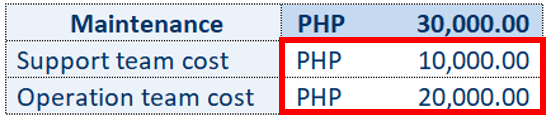 Maintenance PHP 30,000.00
Support team cost PHP 10,000.00
Operation team cost PHP 20,000.00